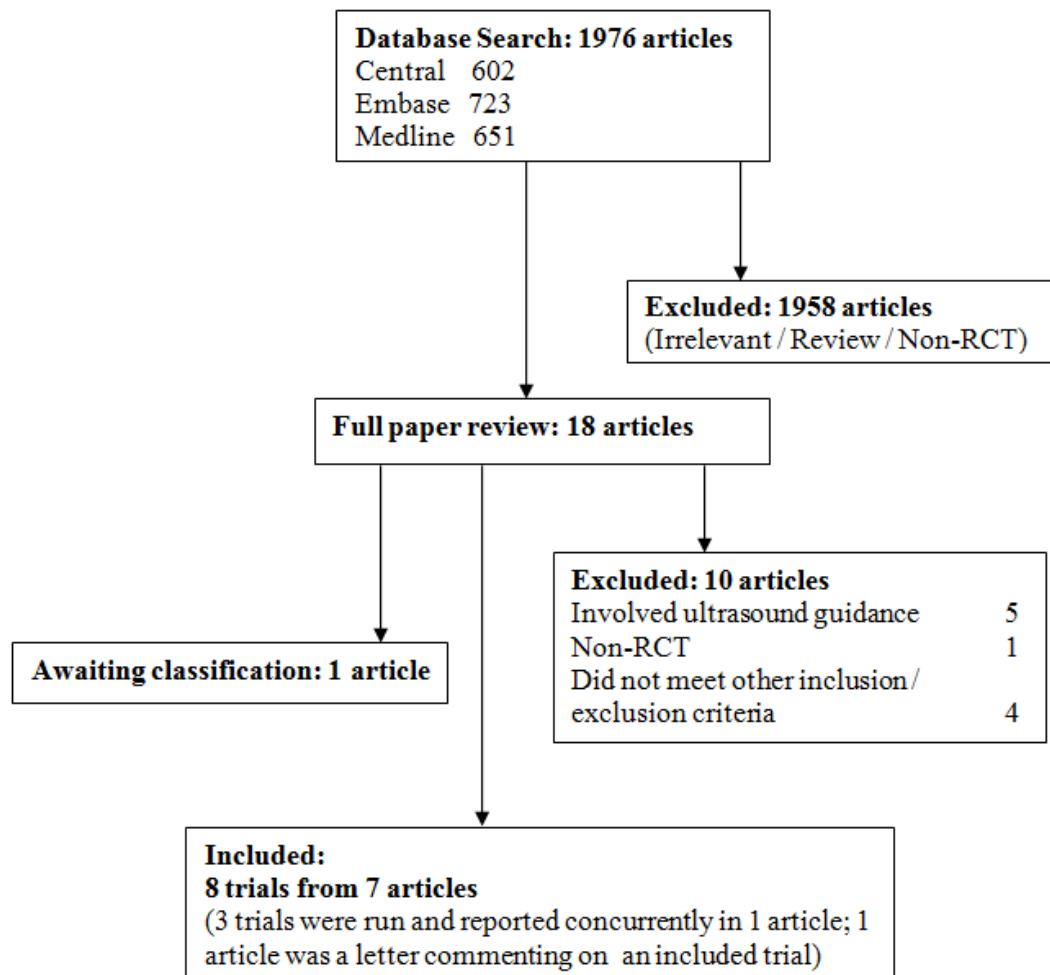 Database Search: 1976 articles
Central 602
Embase 723
Medline 651
Excluded: 1958 articles
(Irrelevant / Review / Non-RCT)
Full paper review: 18 articles
Excluded: 10 articles
Involved ultrasound guidance 5
Non-RCT 1
Did not meet other inclusion /
exclusion criteria 4
Awaiting classification: 1 article
Included:
8 trials from 7 articles
(3 trials were run and reported concurrently in 1 article; 1
article was a letter commenting on an included trial)